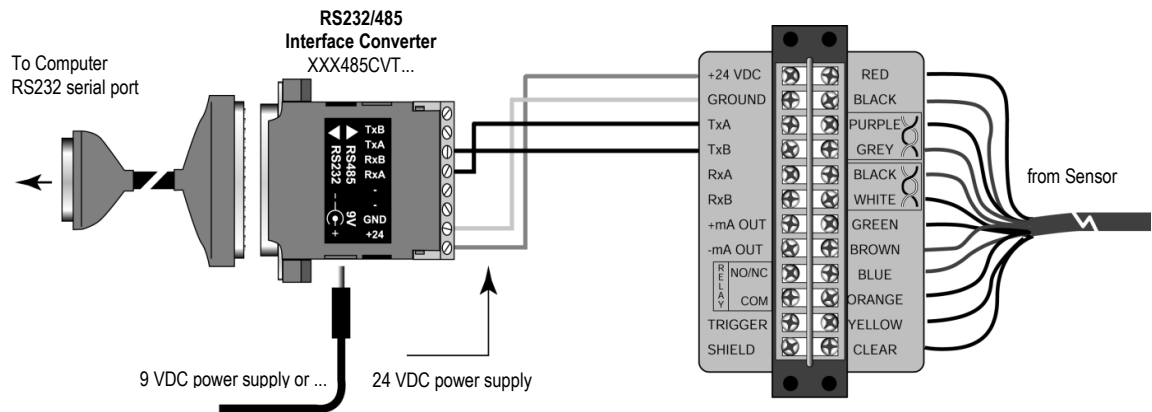 RS232/485
Interface Converter
XXX485CVT...
To Computer
RS232 serial port
TxB
TxA
RxB
RxA
-
-
GND
+24
RS485
RS232
9V
- +
+24 VDC
GROUND
TxA
TxB
RxA
RxB
+mA OUT
-mA OUT
RELAY
NO/NC
COM
TRIGGER
SHIELD
RED
BLACK
PURPLE
GREY
BLACK
WHITE
GREEN
BROWN
BLUE
ORANGE
YELLOW
CLEAR
from Sensor
9 VDC power supply or ...
24 VDC power supply